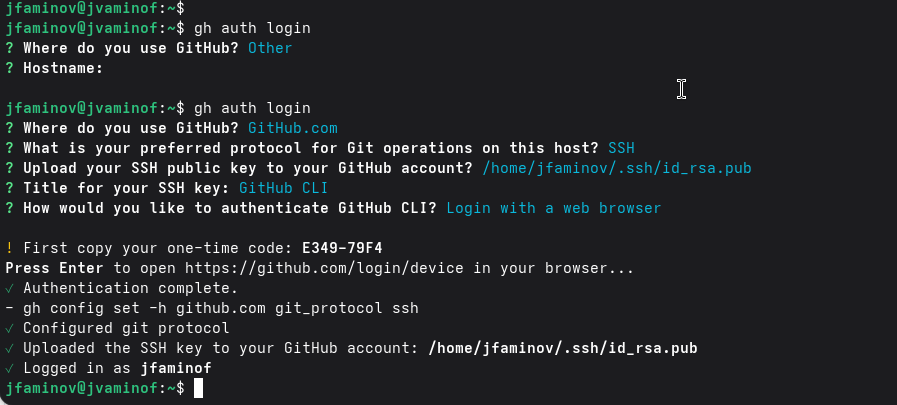 jfaminov@jvaminof:~$
jfaminov@jvaminof:~$ gh auth login
? Where do you use GitHub? Other
? Hostname:
jfaminov@jvaminof:~$ gh auth login
? Where do you use GitHub? GitHub.com
? What is your preferred protocol for Git operations on this host? SSH
? Upload your SSH public key to your GitHub account? /home/jfaminov/.ssh/id_rsa.pub
? Title for your SSH key: GitHub CLI
? How would you like to authenticate GitHub CLI? Login with a web browser
! First copy your one-time code: E349-79F4
Press Enter to open https://github.com/login/device in your browser...
✓ Authentication complete.
- gh config set -h github.com git_protocol ssh
✓ Configured git protocol
✓ Uploaded the SSH key to your GitHub account: /home/jfaminov/.ssh/id_rsa.pub
✓ Logged in as jfaminof
jfaminov@jvaminof:~$